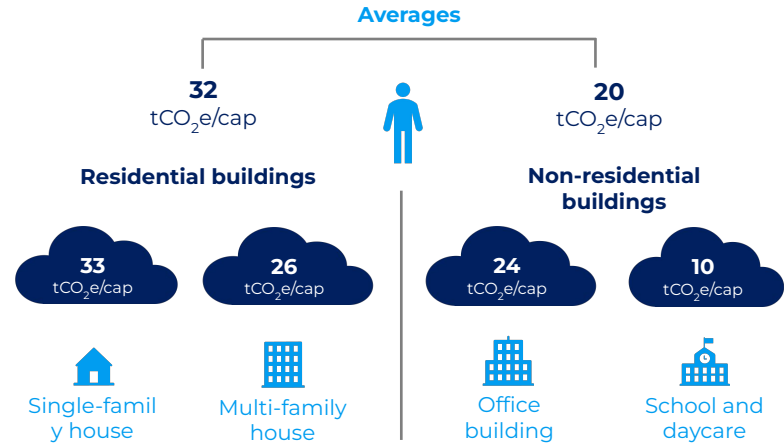 Averages
32
tCO₂e/cap
20
tCO₂e/cap
Residential buildings
Non-residential
buildings
33
tCO₂e/cap
26
tCO₂e/cap
24
tCO₂e/cap
10
tCO₂e/cap
Single-famil
y house
Multi-family
house
Office
building
School and
daycare